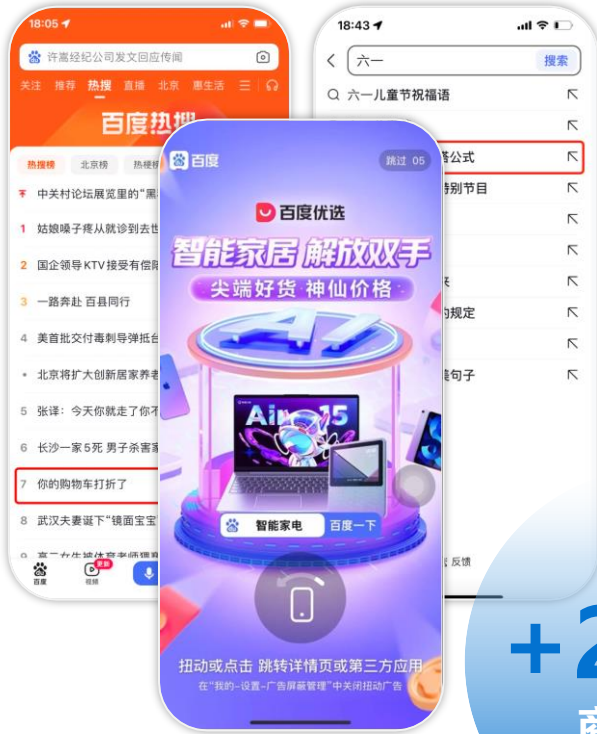 18:05
许嵩经纪公司发文回应传闻
关注 推荐 热搜 直播 北京 惠生活
百度热搜
热搜榜 北京榜 热梗
中关村论坛展览里的“黑
1 姑娘嗓子疼从就诊到去世
2 国企领导KTV接受有偿陪
3 一路奔赴 百县同行
4 美首批交付毒刺导弹抵台
北京将扩大创新居家养老
5 张译：今天你就走了你不
6 长沙一家5死 男子杀害家
7 你的购物车打折了
8 武汉夫妻诞下“镜面宝宝
9
百度
更新
视频
百度
跳过 05
百度优选
智能家居 解放双手
尖端好货 神仙价格
AI
Air 15
智能家电 百度一下
扭动或点击 跳转详情页或第三方应用
在“我的-设置-广告屏蔽管理”中关闭扭动广告
18:43
六一 搜索
六一儿童节祝福语
公式
特别节目
规定
句子
反馈
+2